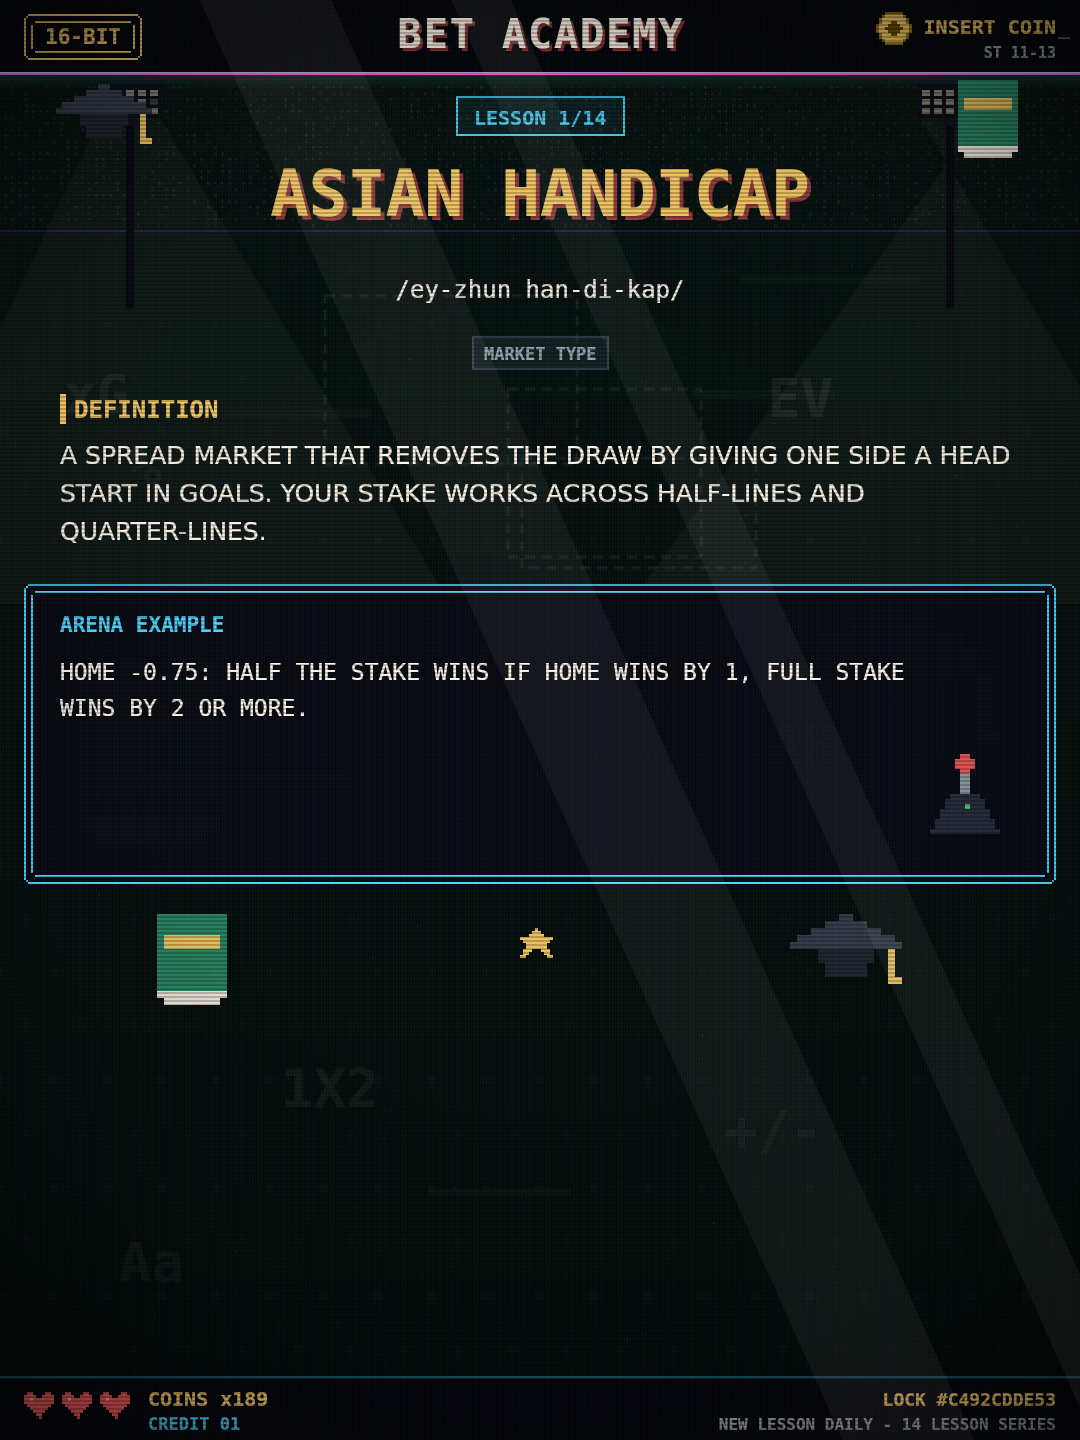 16-BIT
BET ACADEMY
INSERT COIN_
ST 11-13
LESSON 1/14
ASIAN HANDICAP
/ey-zhun han-di-kap/
MARKET TYPE
xG
EV
DEFINITION
A SPREAD MARKET THAT REMOVES THE DRAW BY GIVING ONE SIDE A HEAD
START IN GOALS. YOUR STAKE WORKS ACROSS HALF-LINES AND
QUARTER-LINES.
ARENA EXAMPLE
HOME -0.75: HALF THE STAKE WINS IF HOME WINS BY 1, FULL STAKE
WINS BY 2 OR MORE.
1X2
+/-
Aa
COINS x189
CREDIT 01
LOCK #C492CDDE53
NEW LESSON DAILY - 14 LESSON SERIES